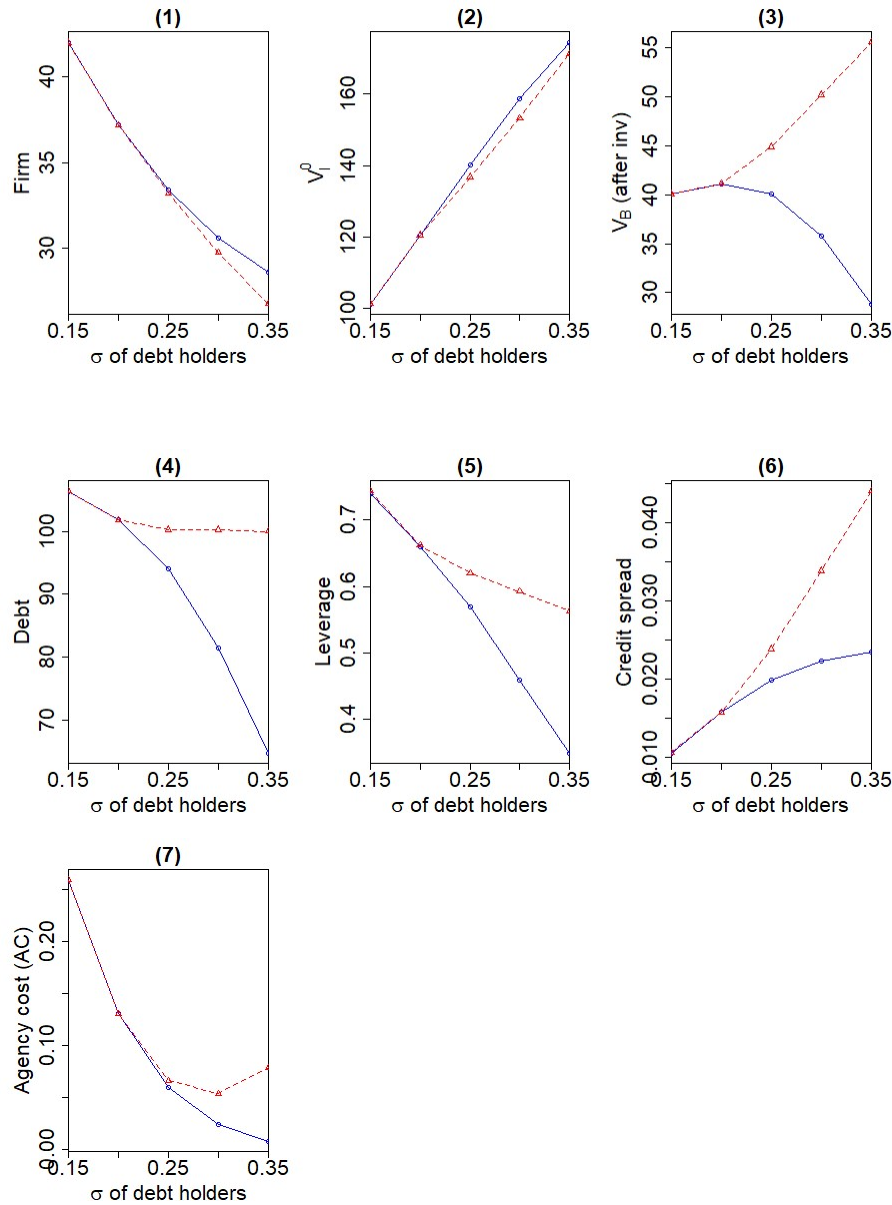 (1)
Firm
40
35
30
0.15 0.25 0.35
σ of debt holders
(2)
V_I^0
160
140
120
100
0.15 0.25 0.35
σ of debt holders
(3)
V_B (after inv)
55
50
45
40
35
30
0.15 0.25 0.35
σ of debt holders
(4)
Debt
100
90
80
70
0.15 0.25 0.35
σ of debt holders
(5)
Leverage
0.7
0.6
0.5
0.4
0.15 0.25 0.35
σ of debt holders
(6)
Credit spread
0.040
0.030
0.020
0.010
0.15 0.25 0.35
σ of debt holders
(7)
Agency cost (AC)
0.20
0.10
0.00
0.15 0.25 0.35
σ of debt holders